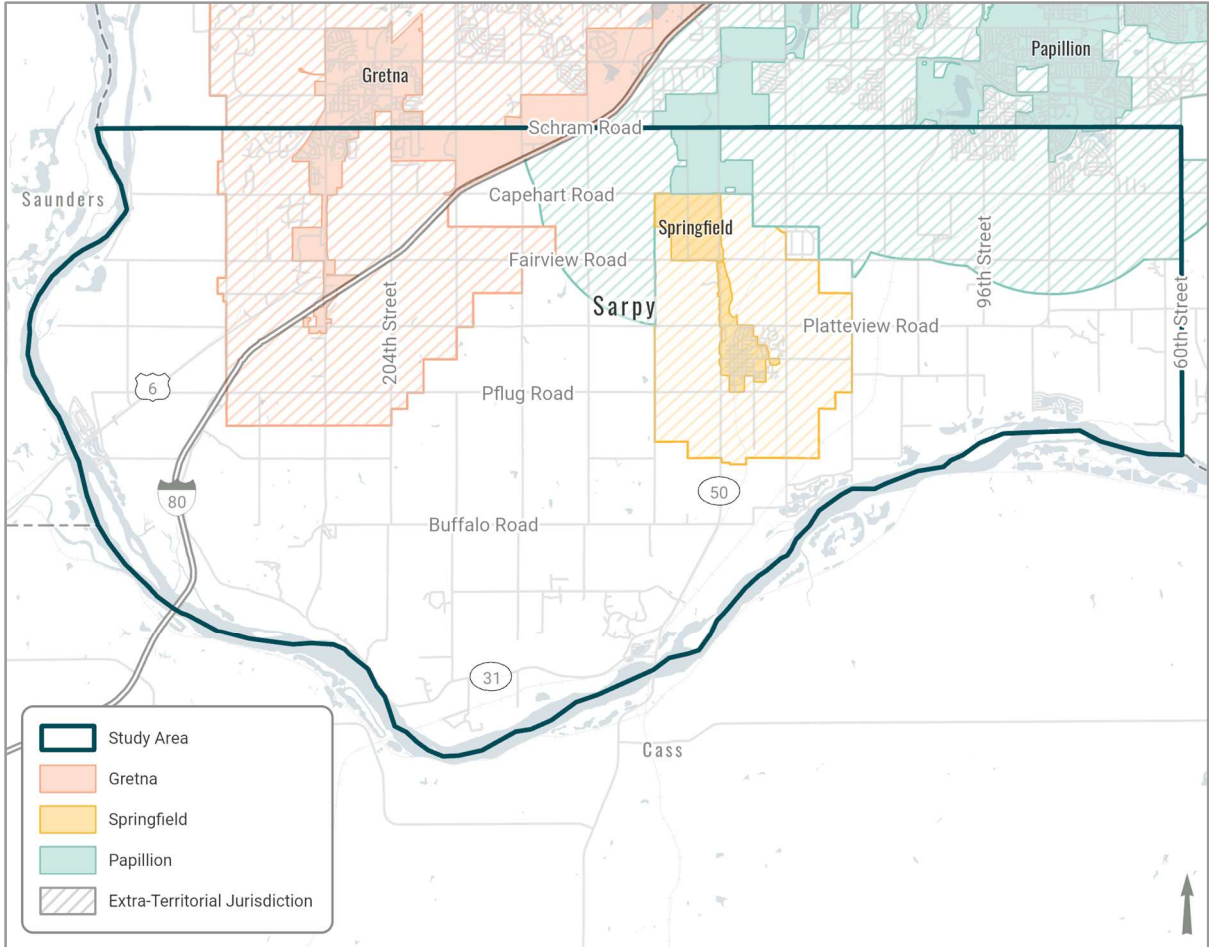 Papillion
Gretna
Schram Road
Saunders
Capehart Road
Springfield
96th Street
Fairview Road
Sarpy
204th Street
60th Street
Platteview Road
6
Pflug Road
50
80
Buffalo Road
31
Cass
Study Area
Gretna
Springfield
Papillion
Extra-Territorial Jurisdiction